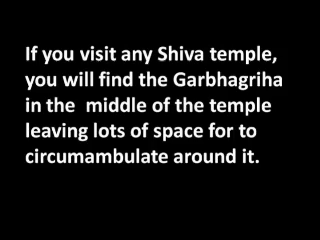 If you visit any Shiva temple,
you will find the Garbhagriha
in the  middle of the temple
leaving lots of space for to
circumambulate around it.